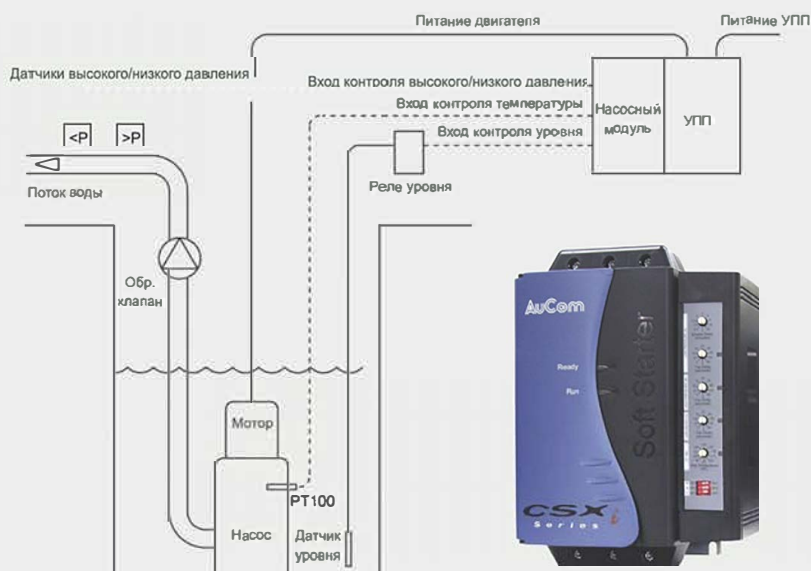 Питание двигателя
Питание УПП
Датчики высокого/низкого давления
Вход контроля высокого/низкого давления
Вход контроля температуры
Вход контроля уровня
Насосный
модуль
УПП
<P
>P
Реле уровня
Поток воды
Обр.
клапан
Мотор
PT100
Насос
Датчик
уровня
AuCom
Ready
Run
Soft Starter
CSXi
Series